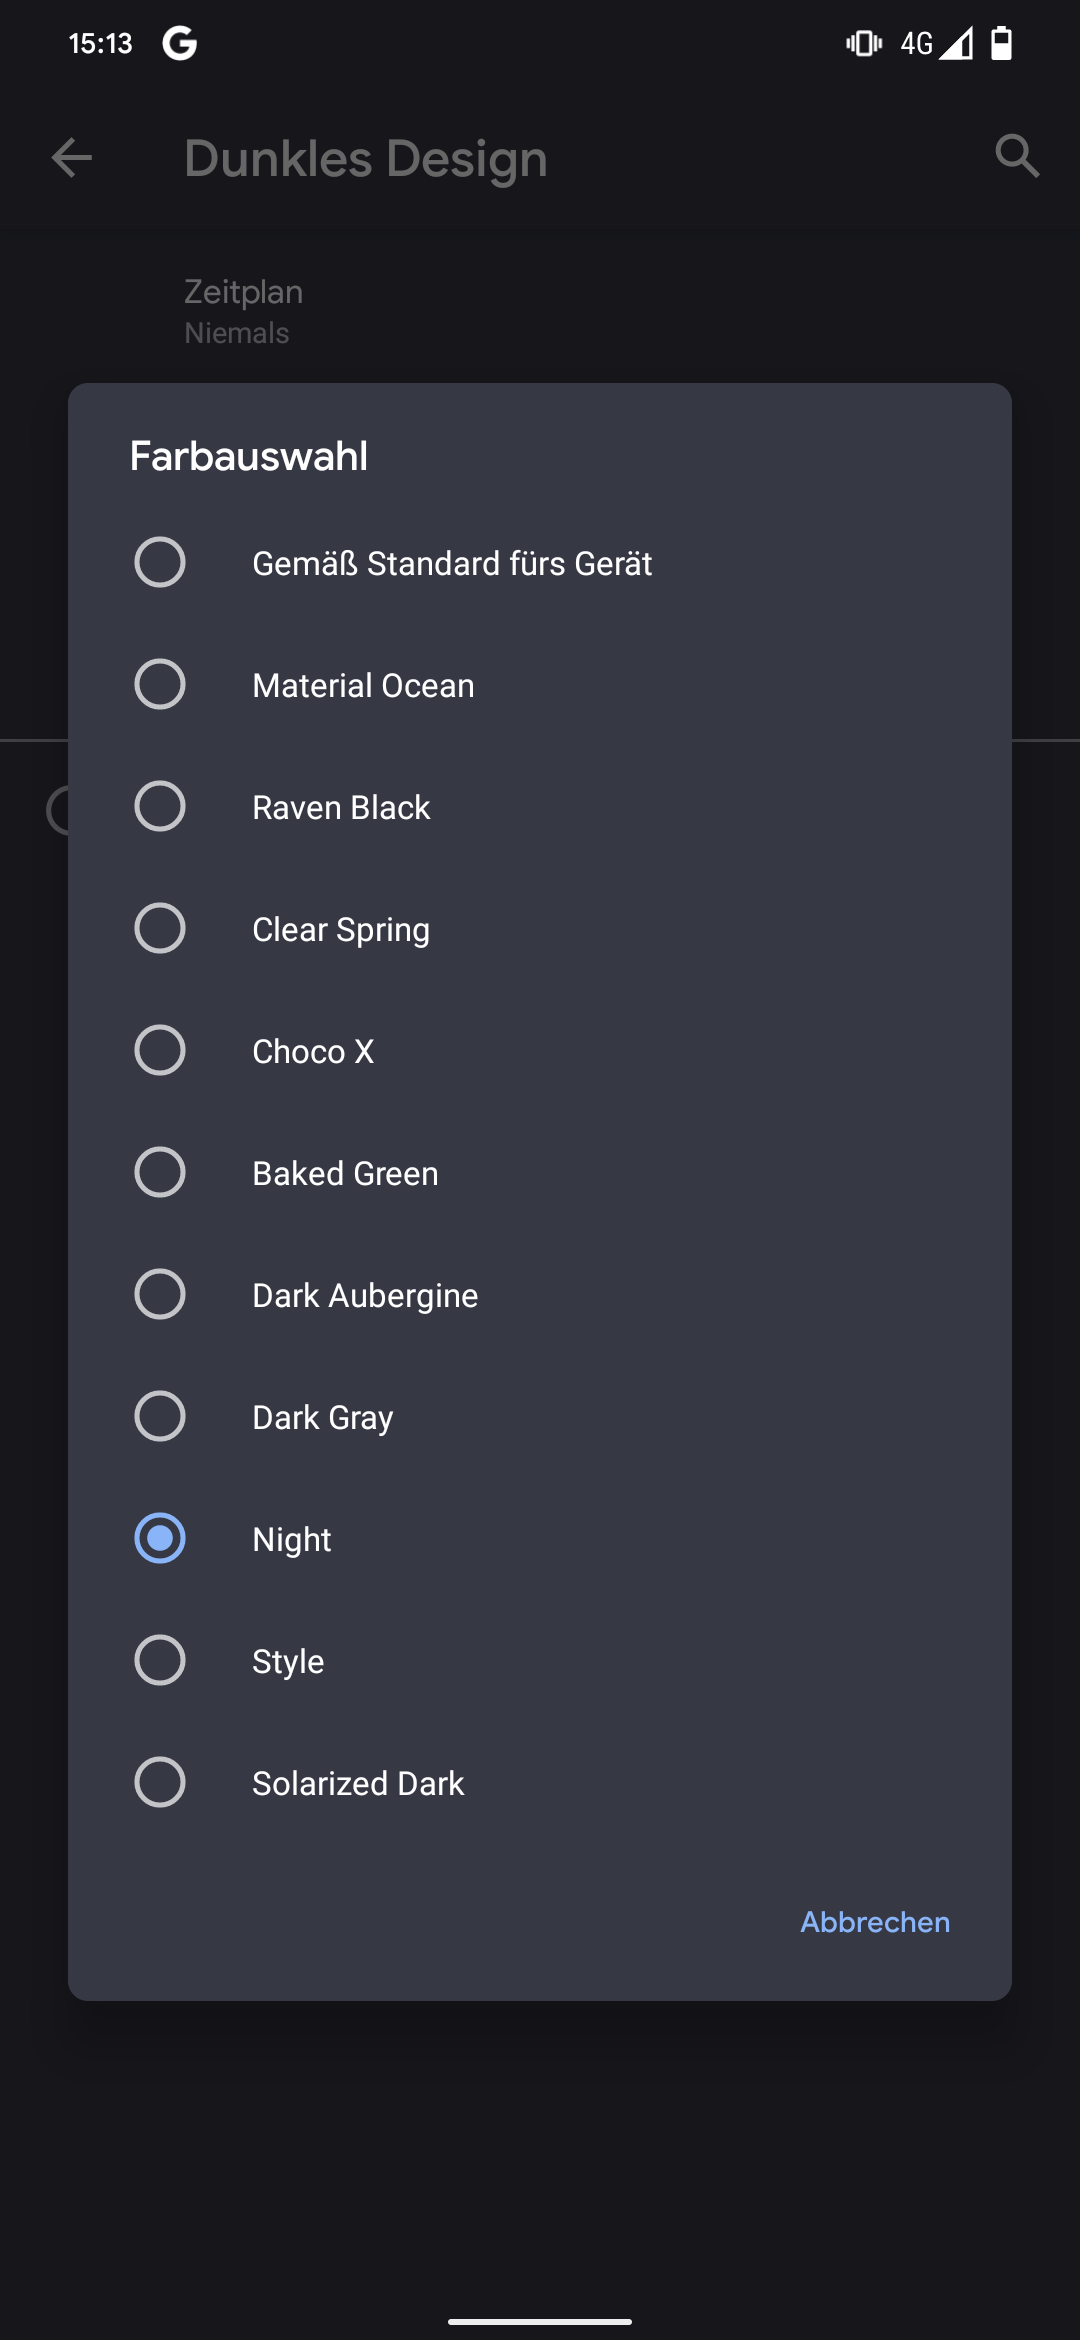 15:13 G 4G
Dunkles Design
Zeitplan
Niemals
Farbauswahl
Gemäß Standard fürs Gerät
Material Ocean
Raven Black
Clear Spring
Choco X
Baked Green
Dark Aubergine
Dark Gray
Night
Style
Solarized Dark
Abbrechen